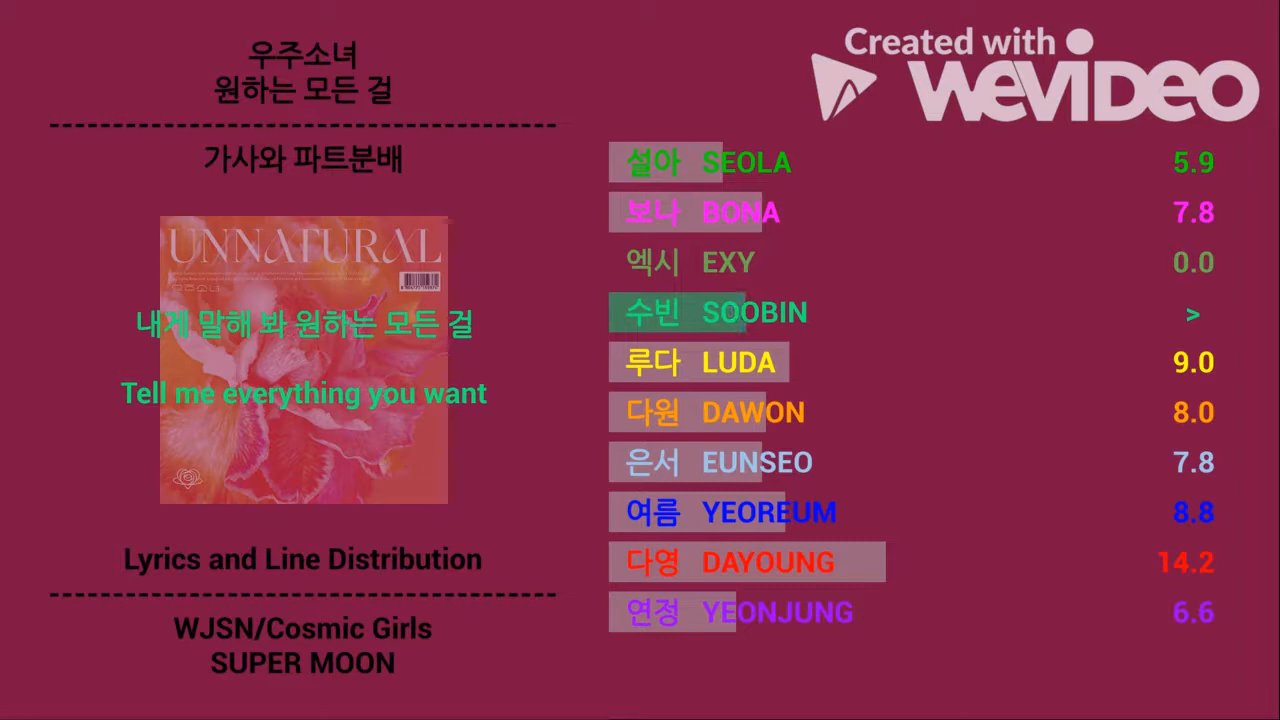 우주소녀
원하는 모든 걸
가사와 파트분배
UNNATURAL
내게 말해 봐 원하는 모든 걸
Tell me everything you want
Lyrics and Line Distribution
WJSN/Cosmic Girls
SUPER MOON
Created with
WEVIDEO
설아 SEOLA 5.9
보나 BONA 7.8
엑시 EXY 0.0
수빈 SOOBIN >
루다 LUDA 9.0
다원 DAWON 8.0
은서 EUNSEO 7.8
여름 YEOREUM 8.8
다영 DAYOUNG 14.2
연정 YEONJUNG 6.6